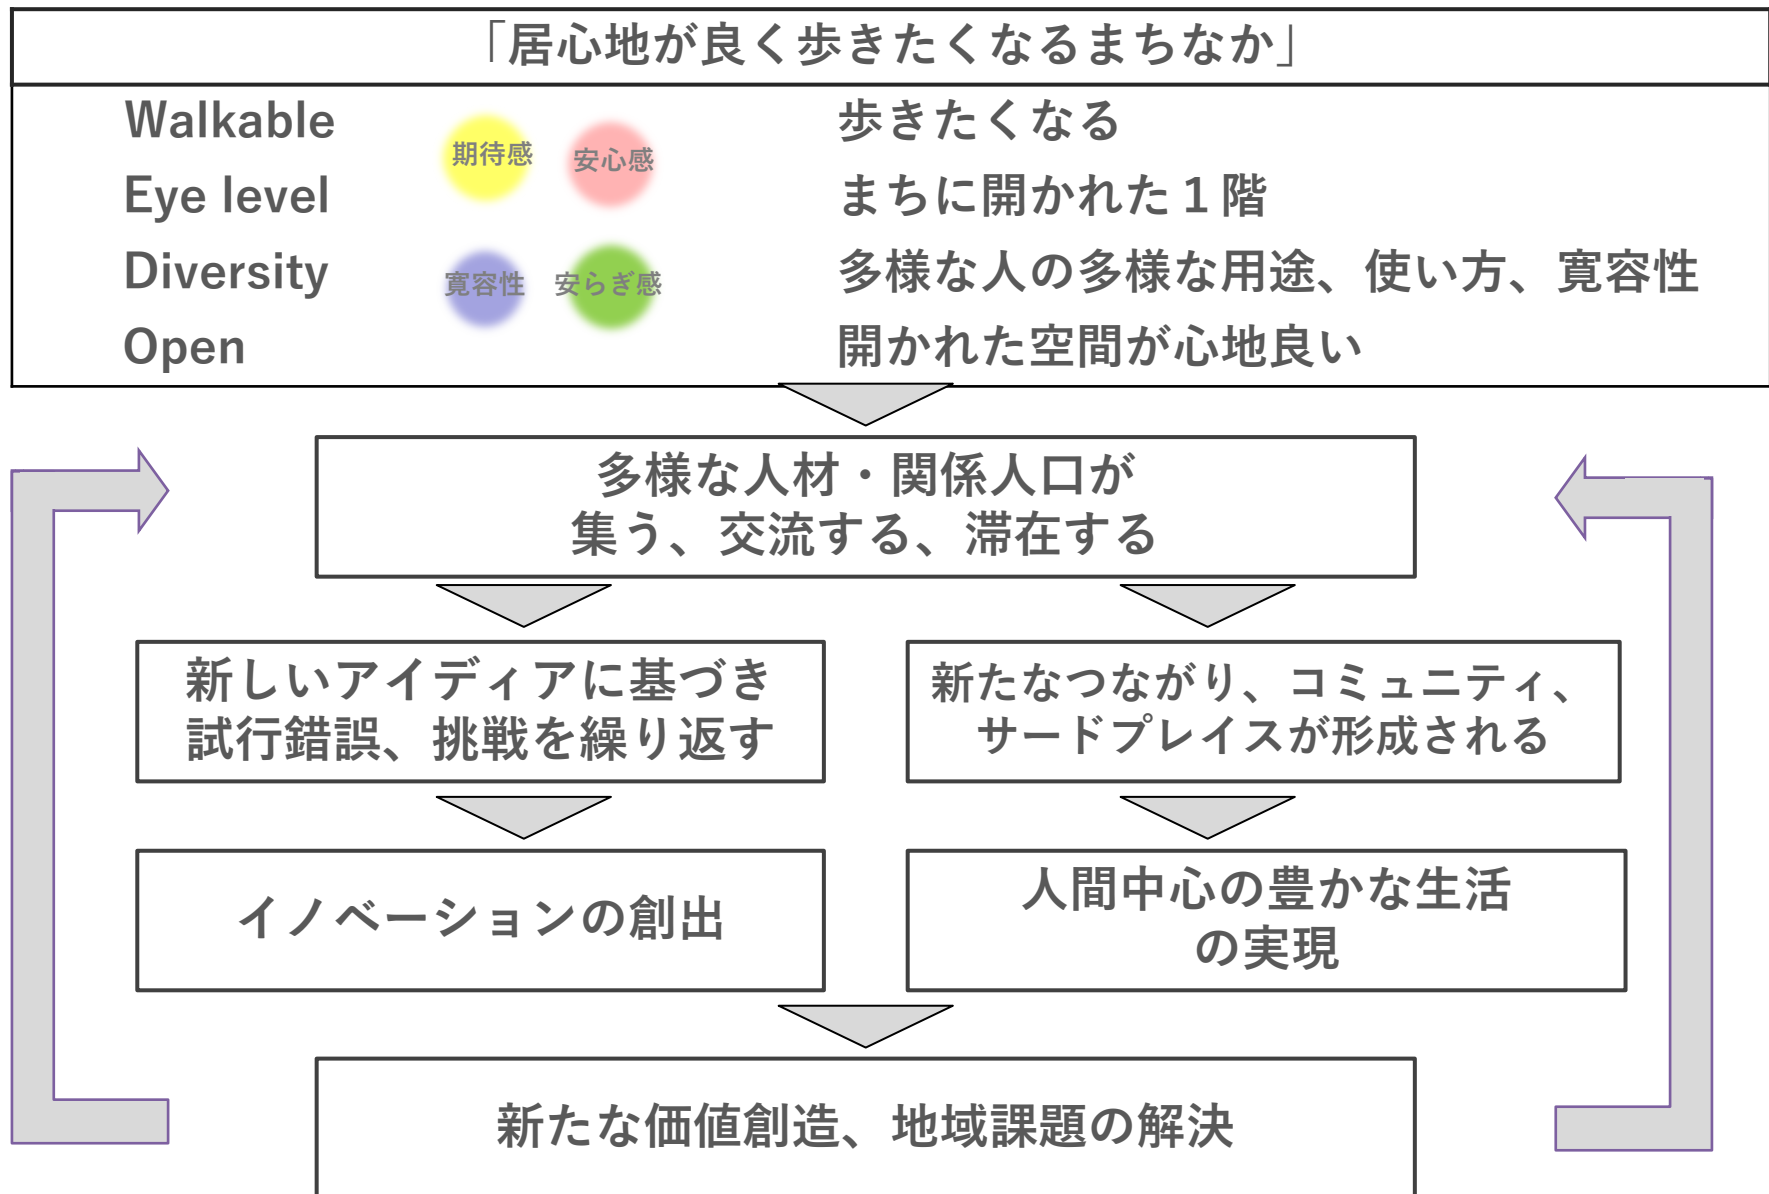 「居心地が良く歩きたくなるまちなか」
Walkable
歩きたくなる
期待感
安心感
Eye level
まちに開かれた１階
Diversity
多様な人の多様な用途、使い方、寛容性
寛容性
安らぎ感
Open
開かれた空間が心地良い
多様な人材・関係人口が
集う、交流する、滞在する
新しいアイディアに基づき
試行錯誤、挑戦を繰り返す
新たなつながり、コミュニティ、
サードプレイスが形成される
イノベーションの創出
人間中心の豊かな生活
の実現
新たな価値創造、地域課題の解決